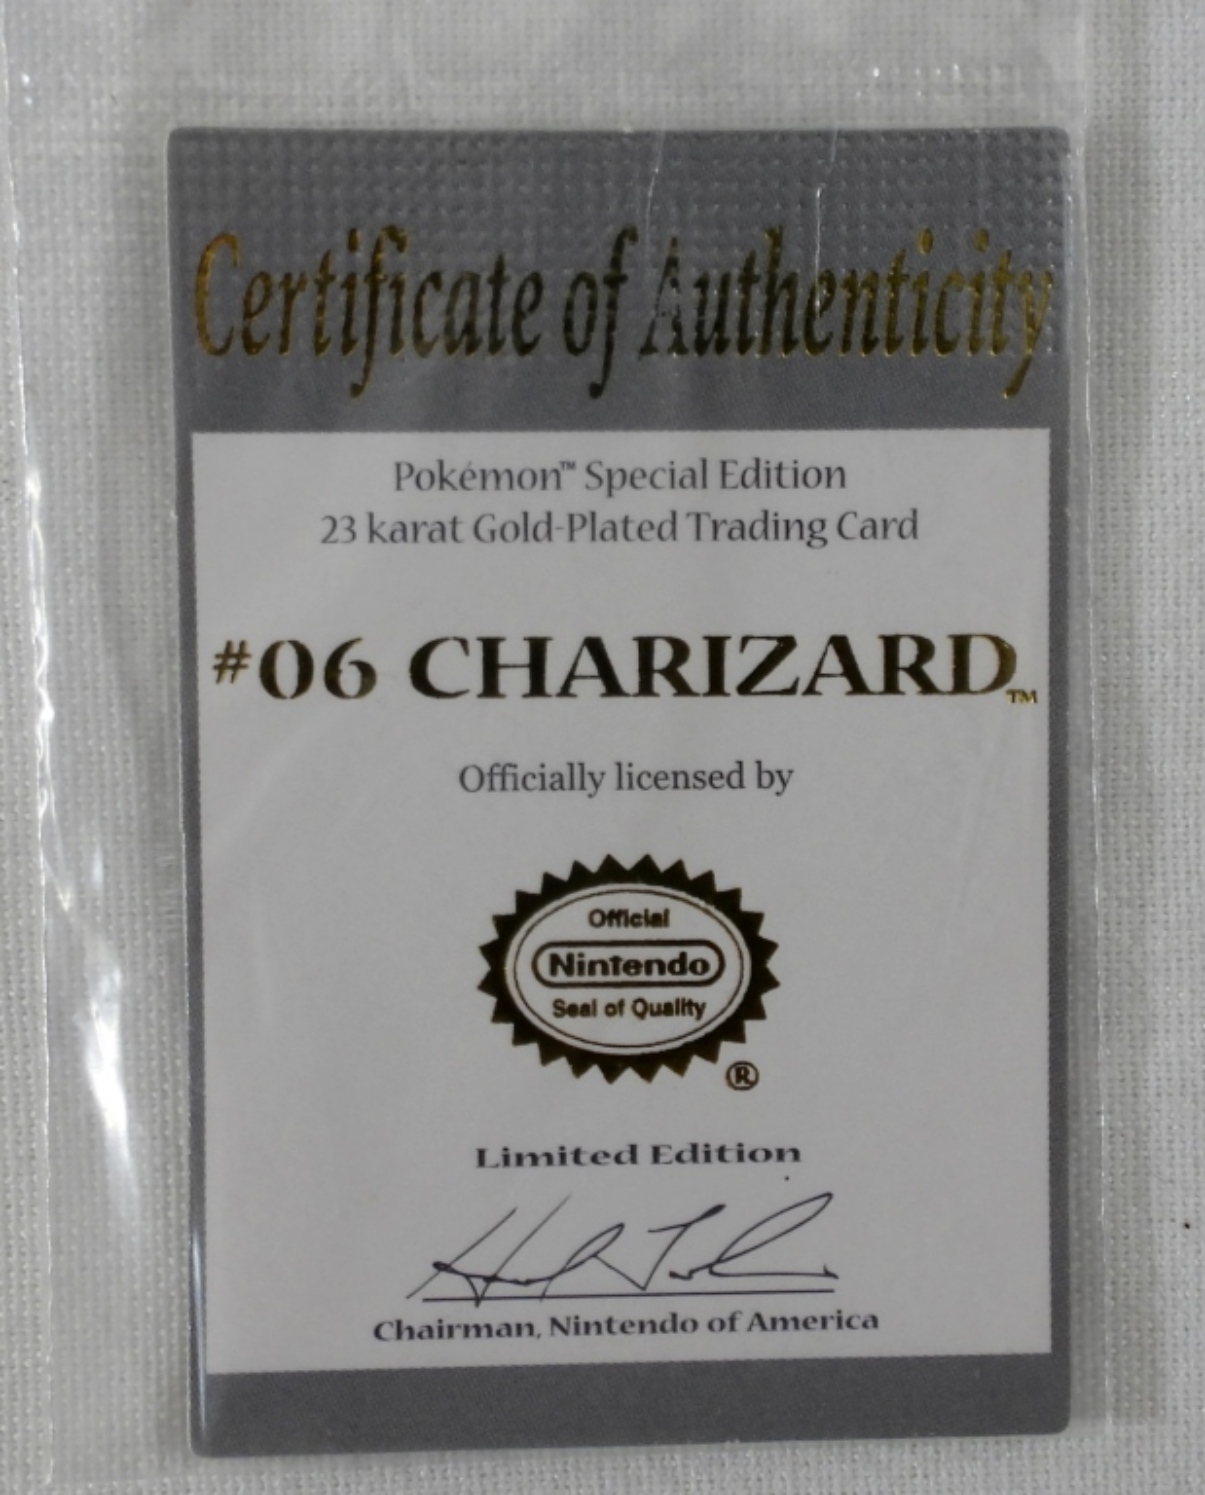 Certificate of Authenticity
Pokémon™ Special Edition
23 karat Gold-Plated Trading Card
#06 CHARIZARD™
Officially licensed by
Official
Nintendo
Seal of Quality
®
Limited Edition
Chairman, Nintendo of America